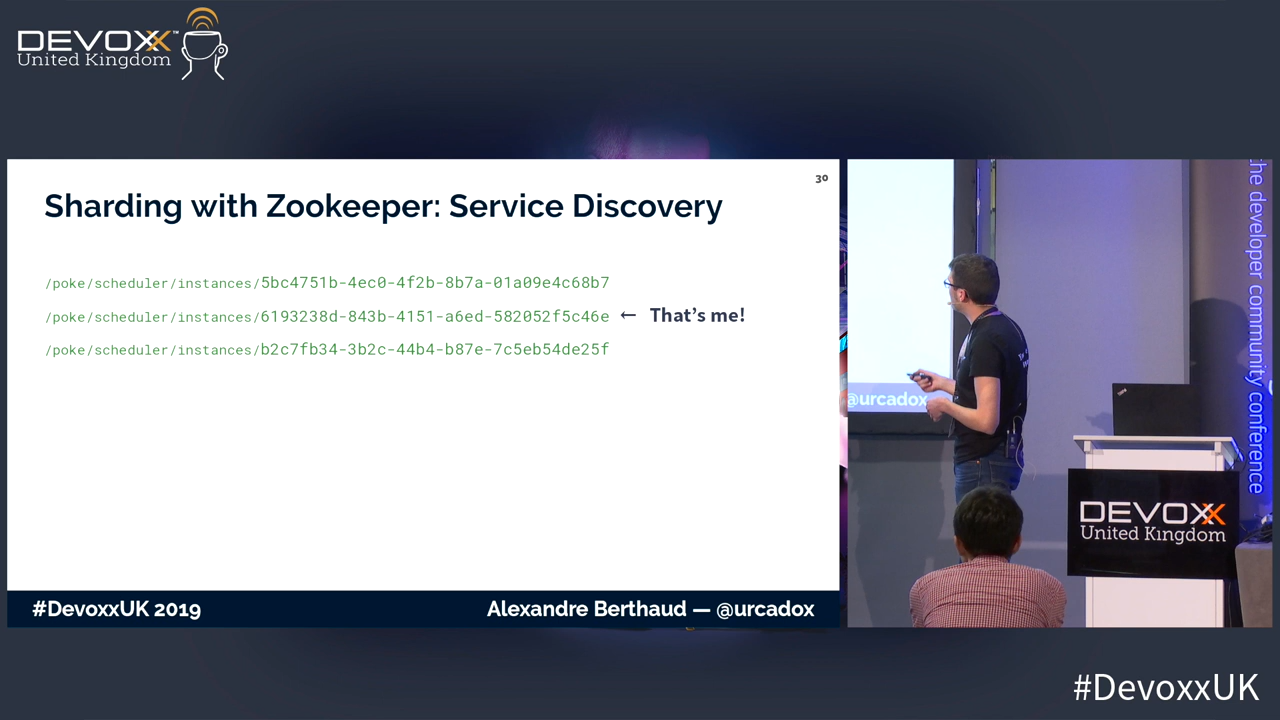 DEVOXX™
United Kingdom
30
Sharding with Zookeeper: Service Discovery
/poke/scheduler/instances/5bc4751b-4ec0-4f2b-8b7a-01a09e4c68b7
/poke/scheduler/instances/6193238d-843b-4151-a6ed-582052f5c46e ← That's me!
/poke/scheduler/instances/b2c7fb34-3b2c-44b4-b87e-7c5eb54de25f
#DevoxxUK 2019
Alexandre Berthaud — @urcadox
@urcadox
the developer community conference
DEVOXX
United Kingdom
#DevoxxUK